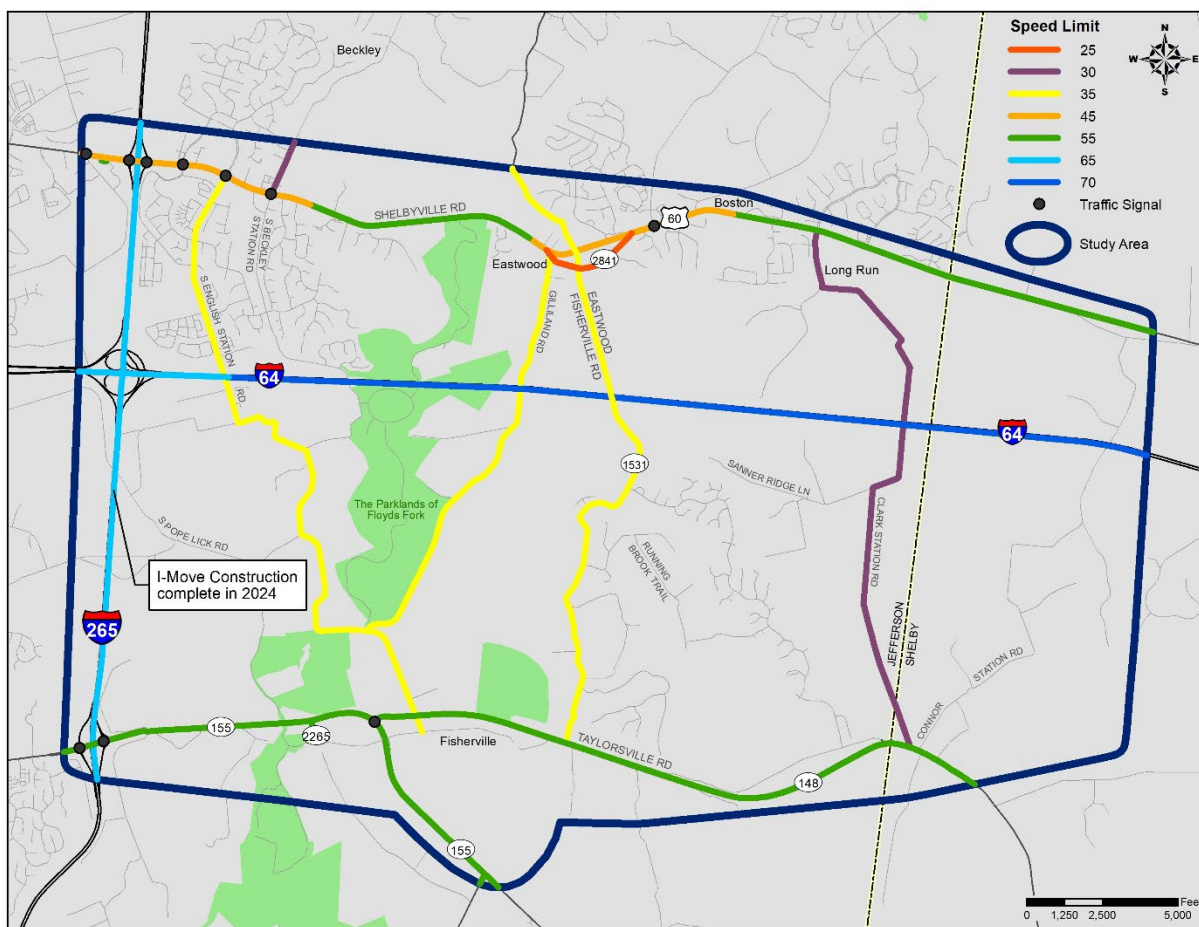 Speed Limit
25
30
35
45
55
65
70
Traffic Signal
Study Area
N
W
E
S
Beckley
SHELBYVILLE RD
S BECKLEY
STATION RD
Boston
60
Eastwood
2841
Long Run
S ENGLISH STATION
RD
GILLILAND RD
EASTWOOD
FISHERVILLE RD
64
64
1531
SANNER RIDGE LN
The Parklands of
Floyds Fork
S POPE LICK RD
CLARK STATION RD
RUNNING
BROOK TRAIL
I-Move Construction
complete in 2024
265
JEFFERSON
SHELBY
CONNOR
STATION RD
155
2265
Fisherville
TAYLORSVILLE RD
148
155
Feet
0 1,250 2,500 5,000